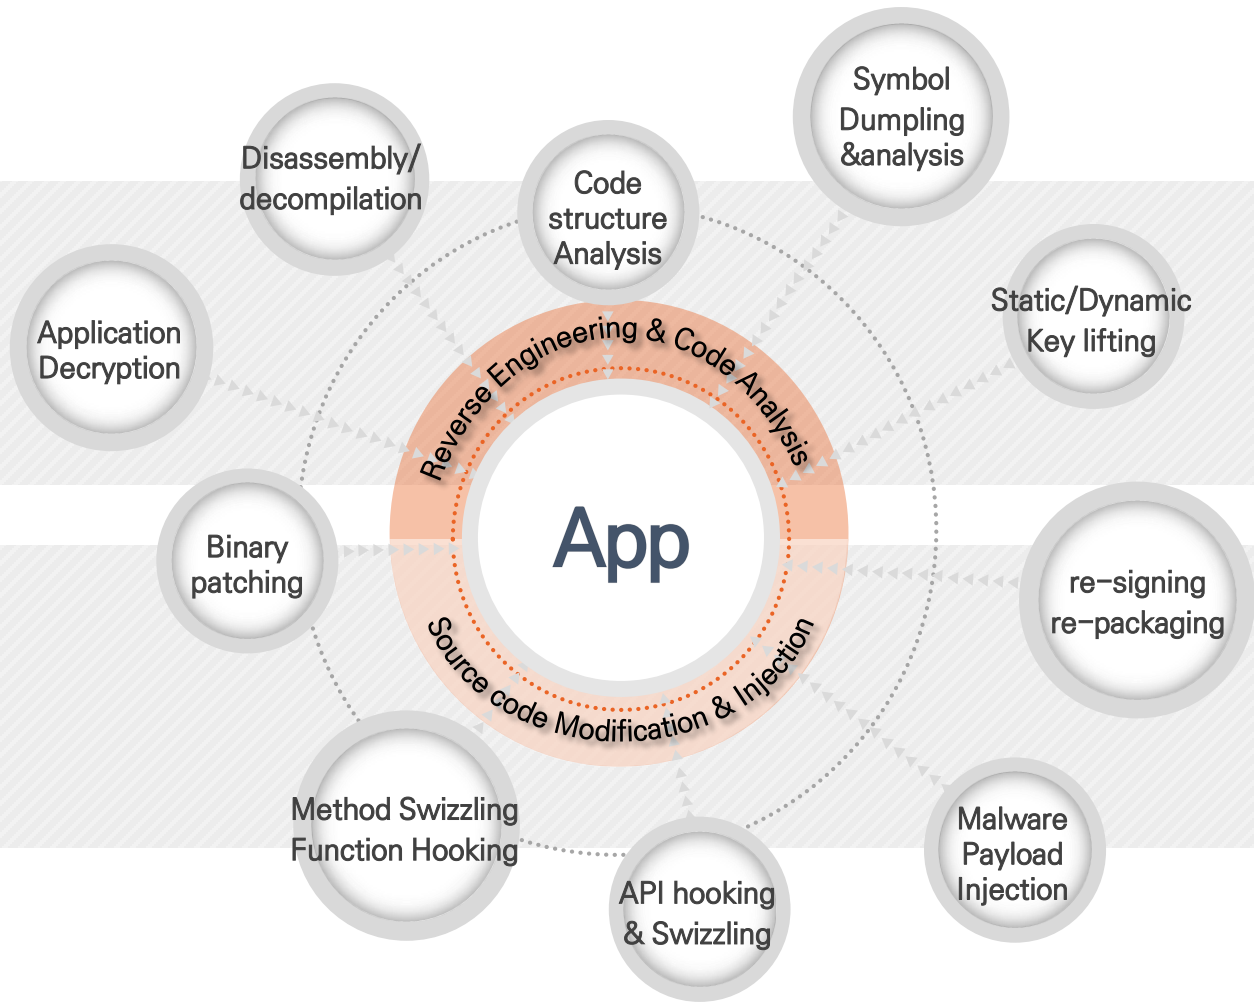 Symbol
Dumpling
&analysis
Disassembly/
decompilation
Code
structure
Analysis
Static/Dynamic
Key lifting
Application
Decryption
Reverse Engineering & Code Analysis
App
Binary
patching
re-signing
re-packaging
Source code Modification & Injection
Method Swizzling
Function Hooking
Malware
Payload
Injection
API hooking
& Swizzling